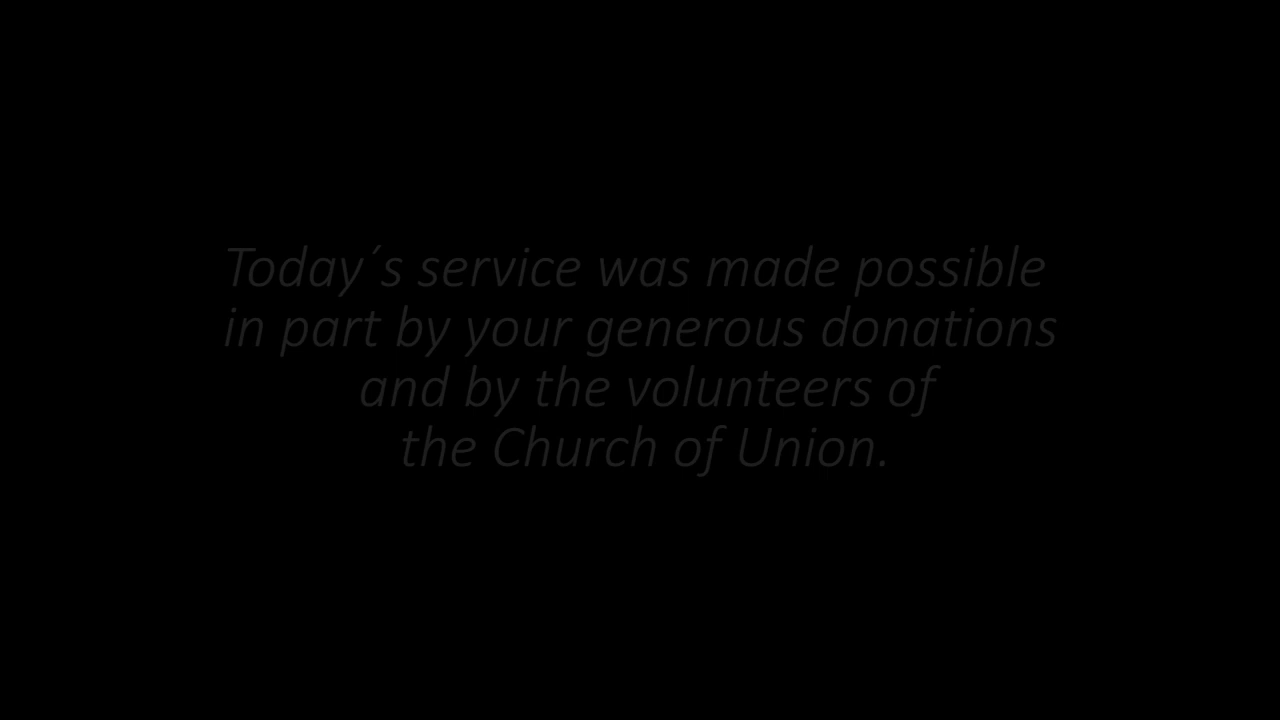 Today´s service was made possible
in part by your generous donations
and by the volunteers of
the Church of Union.